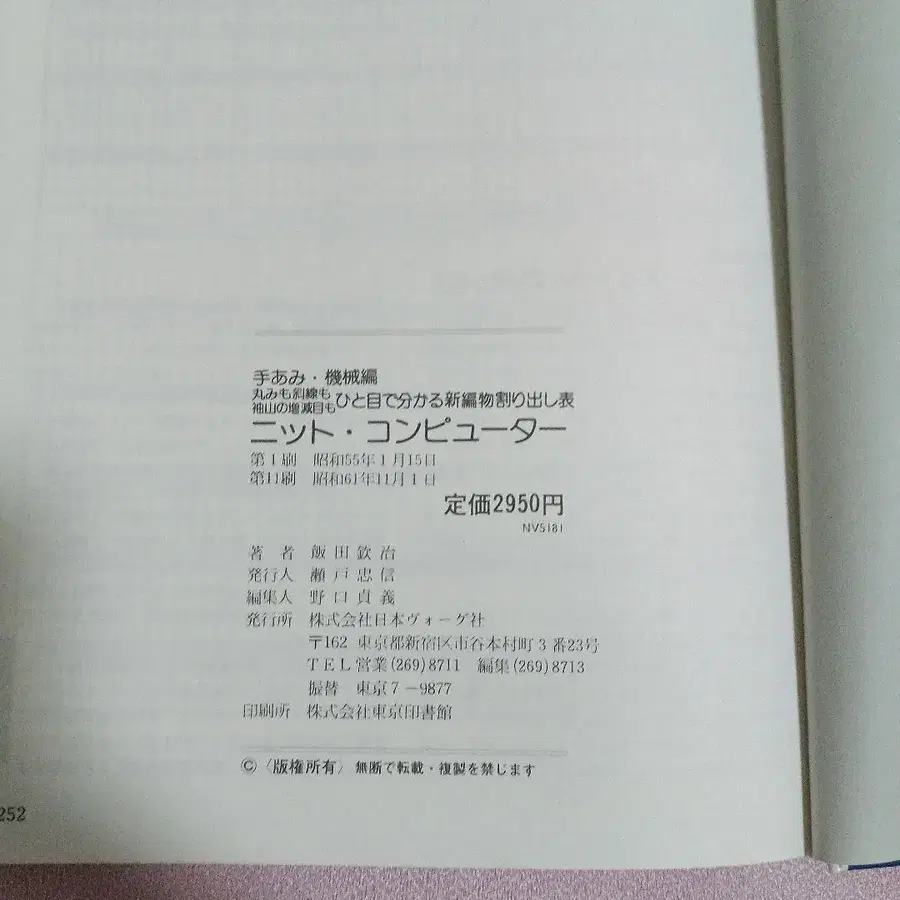 手あみ・機械編
丸みも斜線も
袖山の増減目も
ひと目で分かる新編物割り出し表
ニット・コンピューター
第1刷 昭和55年1月15日
第11刷 昭和61年11月1日
定価2950円
NV5181
著者 飯田欽治
発行人 瀬戸忠信
編集人 野口貞義
発行所 株式会社日本ヴォーグ社
〒162 東京都新宿区市谷本村町3番23号
TEL営業(269)8711 編集(269)8713
振替 東京7-9877
印刷所 株式会社東京印書館
© 〈版権所有〉 無断で転載・複製を禁じます
252